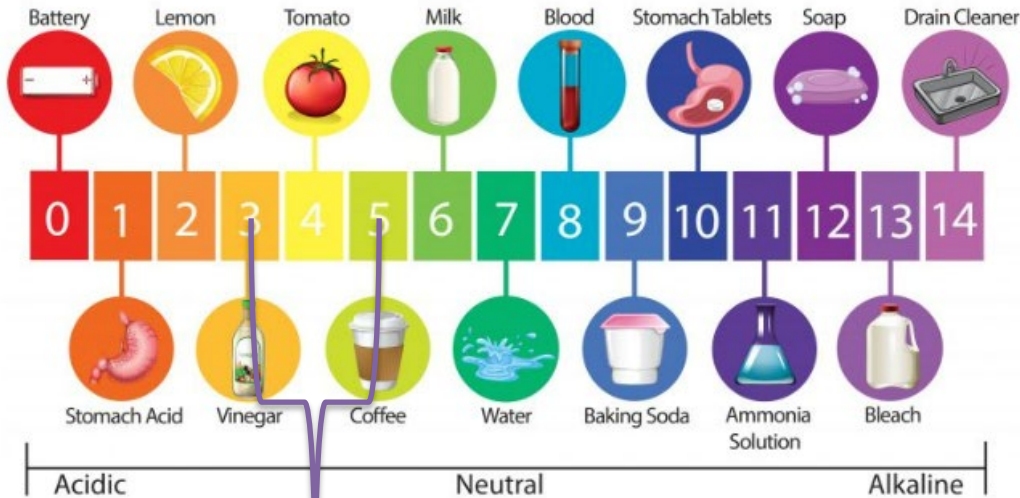 Battery Lemon Tomato Milk Blood Stomach Tablets Soap Drain Cleaner
- +
0 1 2 3 4 5 6 7 8 9 10 11 12 13 14
Stomach Acid Vinegar Coffee Water Baking Soda Ammonia Solution Bleach
Acidic Neutral Alkaline